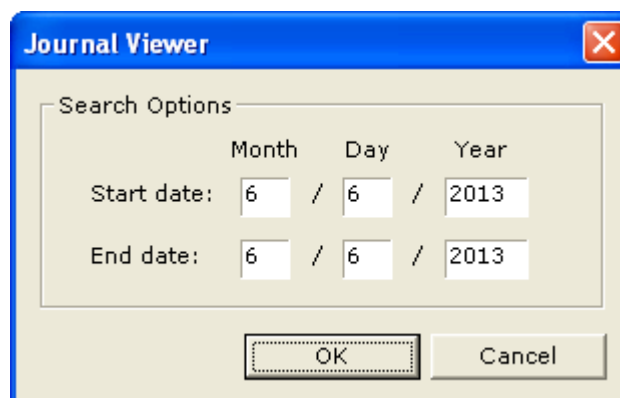 Journal Viewer
Search Options
Month Day Year
Start date: 6 / 6 / 2013
End date: 6 / 6 / 2013
OK Cancel